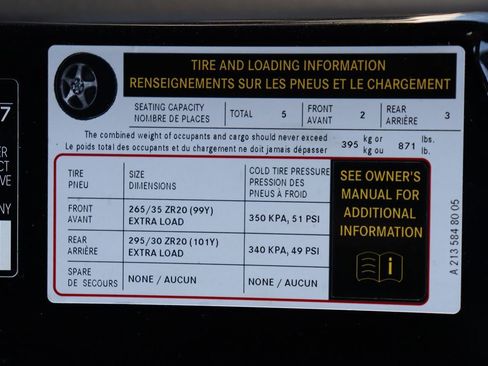 TIRE AND LOADING INFORMATION
RENSEIGNEMENTS SUR LES PNEUS ET LE CHARGEMENT
SEATING CAPACITY
NOMBRE DE PLACES
TOTAL 5
FRONT
AVANT
2
REAR
ARRIÈRE
3
The combined weight of occupants and cargo should never exceed
Le poids total des occupants et du chargement ne doit jamais dépasser
395 kg or
kg ou
871 lbs.
lb.
TIRE
PNEU
SIZE
DIMENSIONS
COLD TIRE PRESSURE
PRESSION DES
PNEUS À FROID
FRONT
AVANT
265/35 ZR20 (99Y)
EXTRA LOAD
350 KPA, 51 PSI
REAR
ARRIÈRE
295/30 ZR20 (101Y)
EXTRA LOAD
340 KPA, 49 PSI
SPARE
DE SECOURS
NONE / AUCUN
NONE / AUCUN
SEE OWNER'S
MANUAL FOR
ADDITIONAL
INFORMATION
i
A 213 584 80 05
7